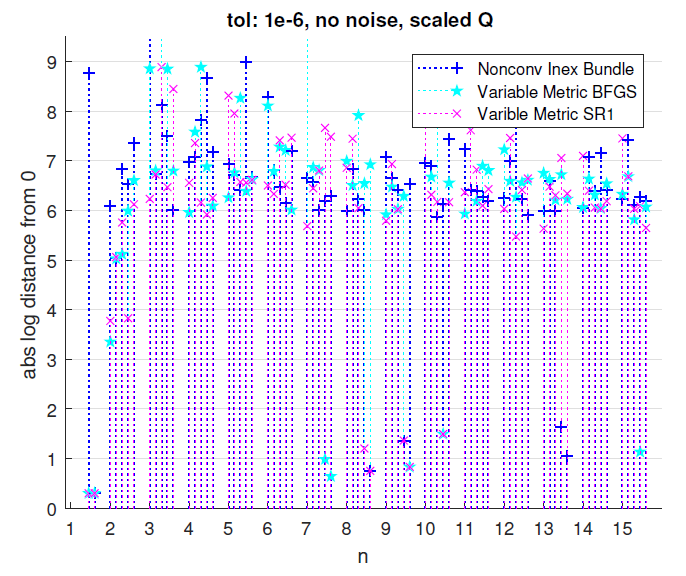 tol: 1e-6, no noise, scaled Q
abs log distance from 0
9
8
7
6
5
4
3
2
1
0
Nonconv Inex Bundle
Variable Metric BFGS
Varible Metric SR1
1 2 3 4 5 6 7 8 9 10 11 12 13 14 15
n